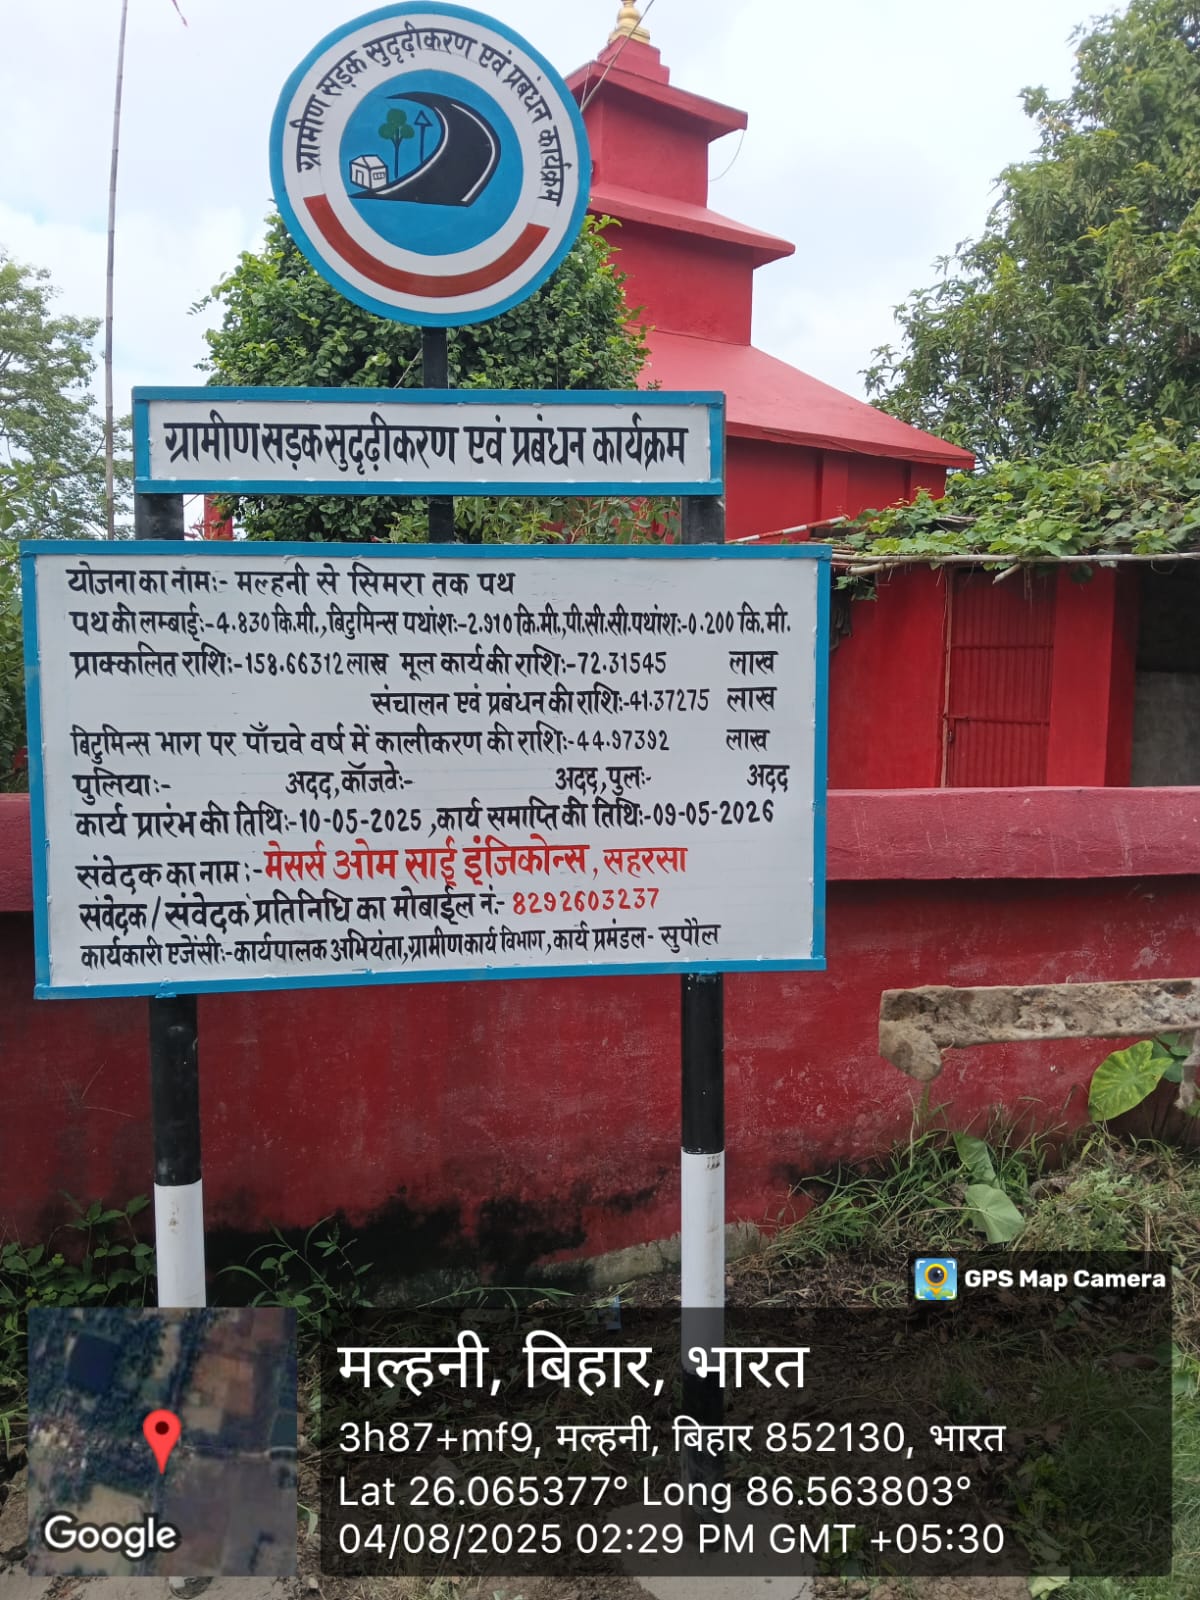 ग्रामीण सड़क सुदृढ़ीकरण एवं प्रबंधन कार्यक्रम
ग्रामीण सड़क सुदृढ़ीकरण एवं प्रबंधन कार्यक्रम
योजना का नामः- मल्हनी से सिमरा तक पथ
पथ की लम्बाईः-4.830 कि.मी., बिटुमिन्स पथांशः-2.910 कि.मी.,पी.सी.सी.पथांशः-0.200 कि.मी.
प्राक्कलित राशिः-158.66312 लाख मूल कार्य की राशिः-72.31545 लाख
संचालन एवं प्रबंधन की राशिः-41.37275 लाख
बिटुमिन्स भाग पर पाँचवे वर्ष में कालीकरण की राशिः-44.97392 लाख
पुलियाः- अदद, कॉजवेः- अदद, पुलः- अदद
कार्य प्रारंभ की तिथिः-10-05-2025 ,कार्य समाप्ति की तिथिः-09-05-2026
संवेदक का नाम :-मेसर्स ओम साई इंजिकोन्स, सहरसा
संवेदक/संवेदक प्रतिनिधि का मोबाईल नं:- 8292603237
कार्यकारी एजेंसीः-कार्यपालक अभियंता,ग्रामीण कार्य विभाग, कार्य प्रमंडल- सुपौल
GPS Map Camera
मल्हनी, बिहार, भारत
3h87+mf9, मल्हनी, बिहार 852130, भारत
Lat 26.065377° Long 86.563803°
04/08/2025 02:29 PM GMT +05:30
Google